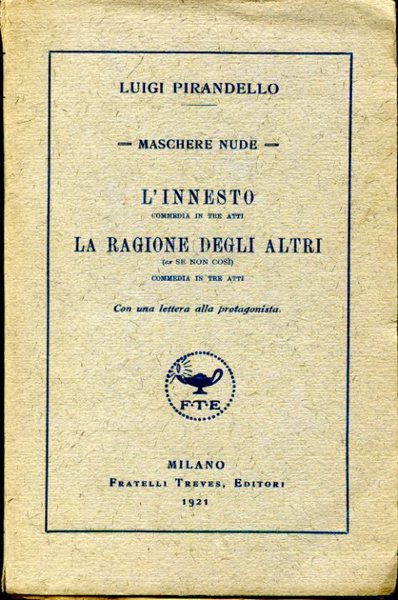 LUIGI PIRANDELLO
MASCHERE NUDE
L'INNESTO
COMMEDIA IN TRE ATTI
LA RAGIONE DEGLI ALTRI
(ex SE NON COSÌ)
COMMEDIA IN TRE ATTI
Con una lettera alla protagonista.
F·T·E
MILANO
FRATELLI TREVES, EDITORI
1921